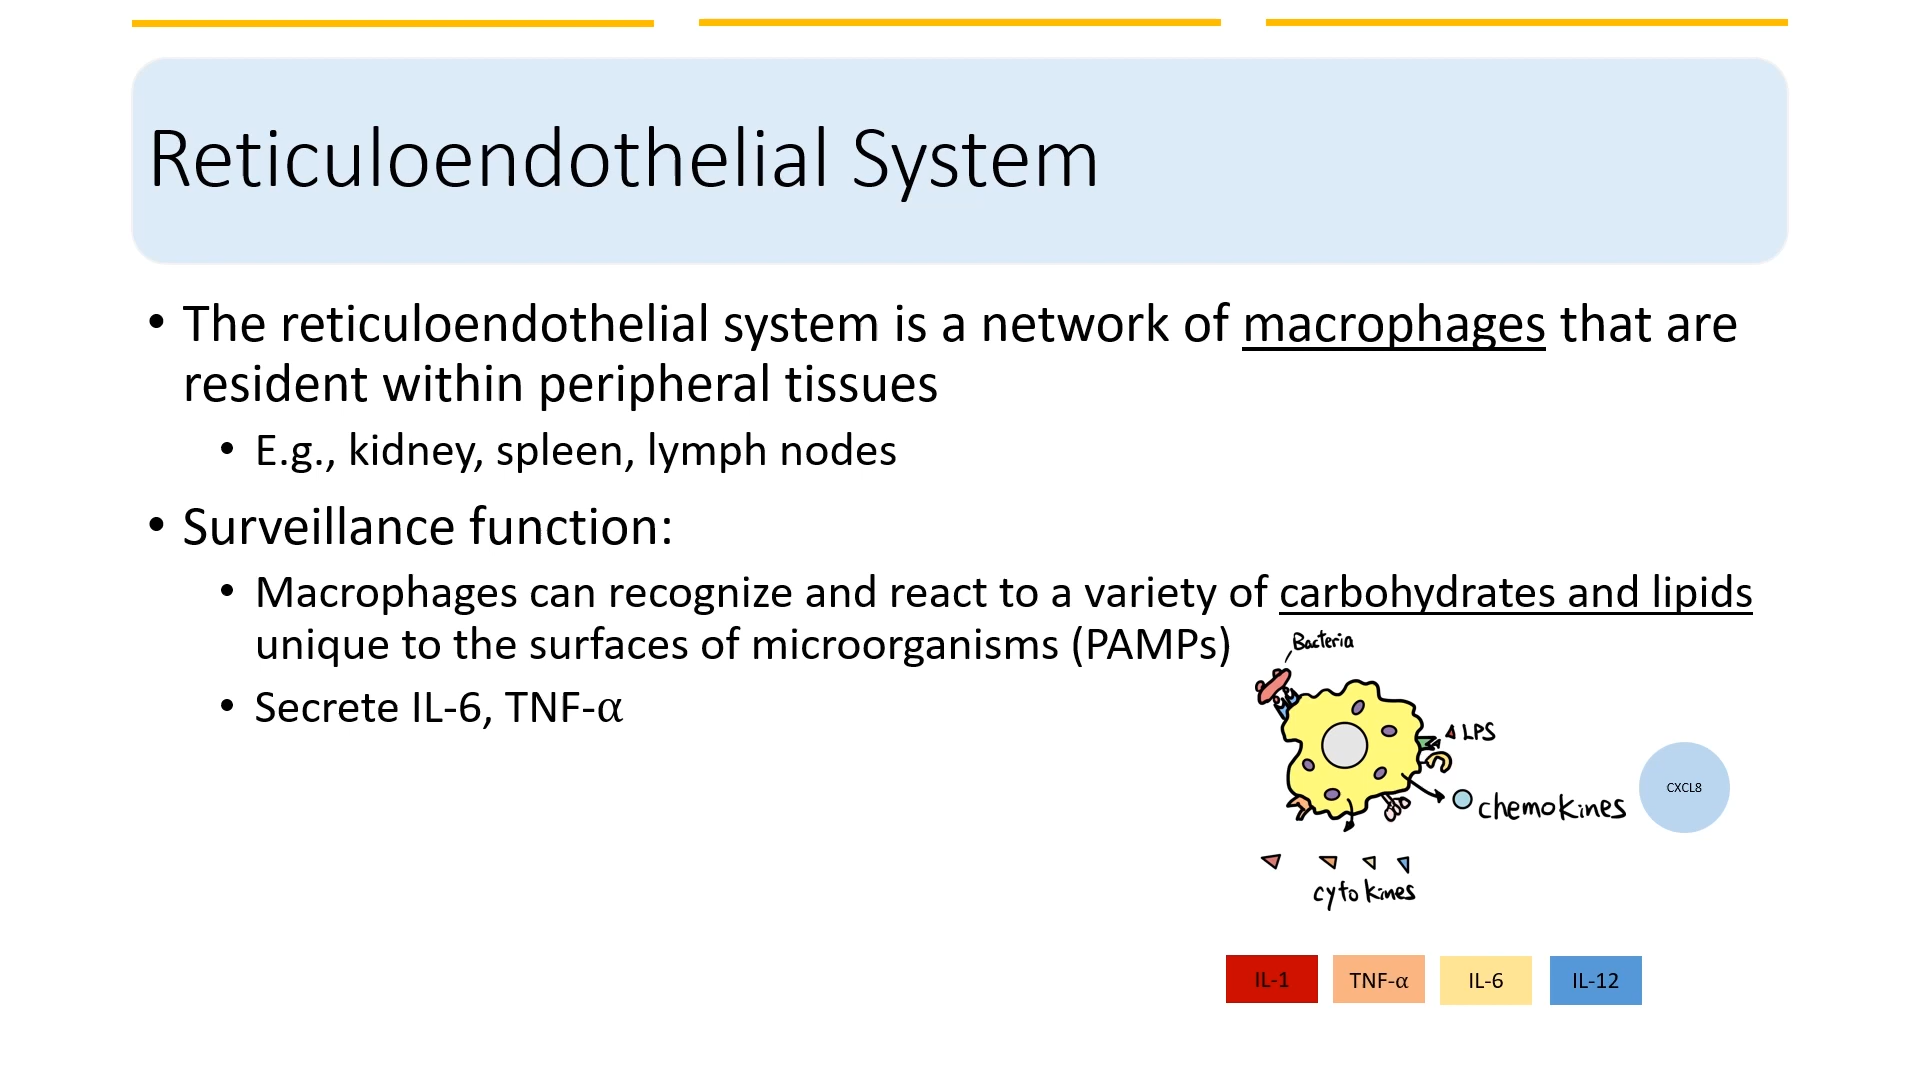 Reticuloendothelial System
• The reticuloendothelial system is a network of macrophages that are
resident within peripheral tissues
• E.g., kidney, spleen, lymph nodes
• Surveillance function:
• Macrophages can recognize and react to a variety of carbohydrates and lipids
unique to the surfaces of microorganisms (PAMPs)
• Secrete IL-6, TNF-α
Bacteria
LPS
chemokines
CXCL8
cytokines
IL-1
TNF-α
IL-6
IL-12